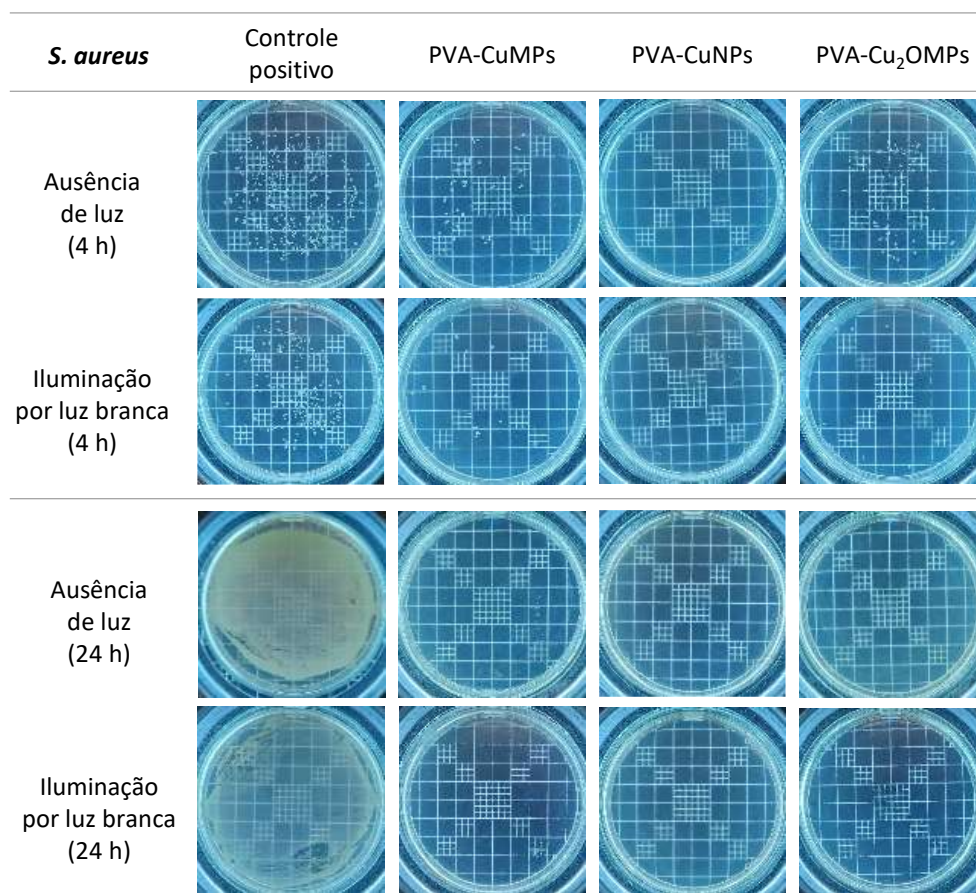 S. aureus
Controle
positivo
PVA-CuMPs
PVA-CuNPs
PVA-Cu₂OMPs
Ausência
de luz
(4 h)
Iluminação
por luz branca
(4 h)
Ausência
de luz
(24 h)
Iluminação
por luz branca
(24 h)